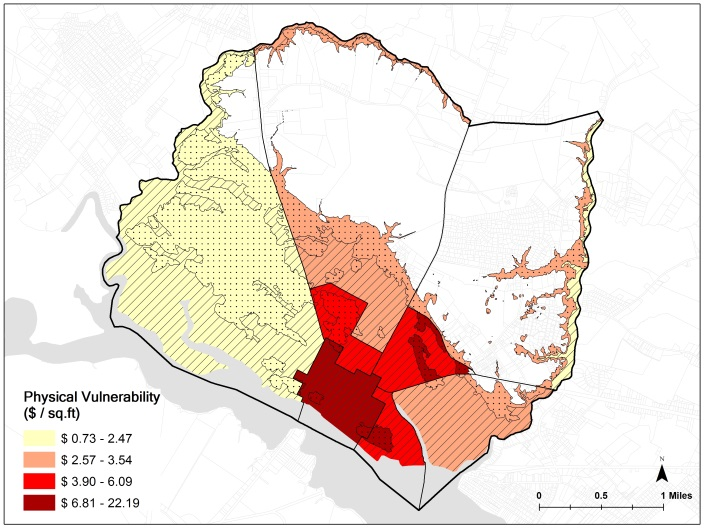 Physical Vulnerability
($ / sq.ft)
$ 0.73 - 2.47
$ 2.57 - 3.54
$ 3.90 - 6.09
$ 6.81 - 22.19
N
0 0.5 1 Miles